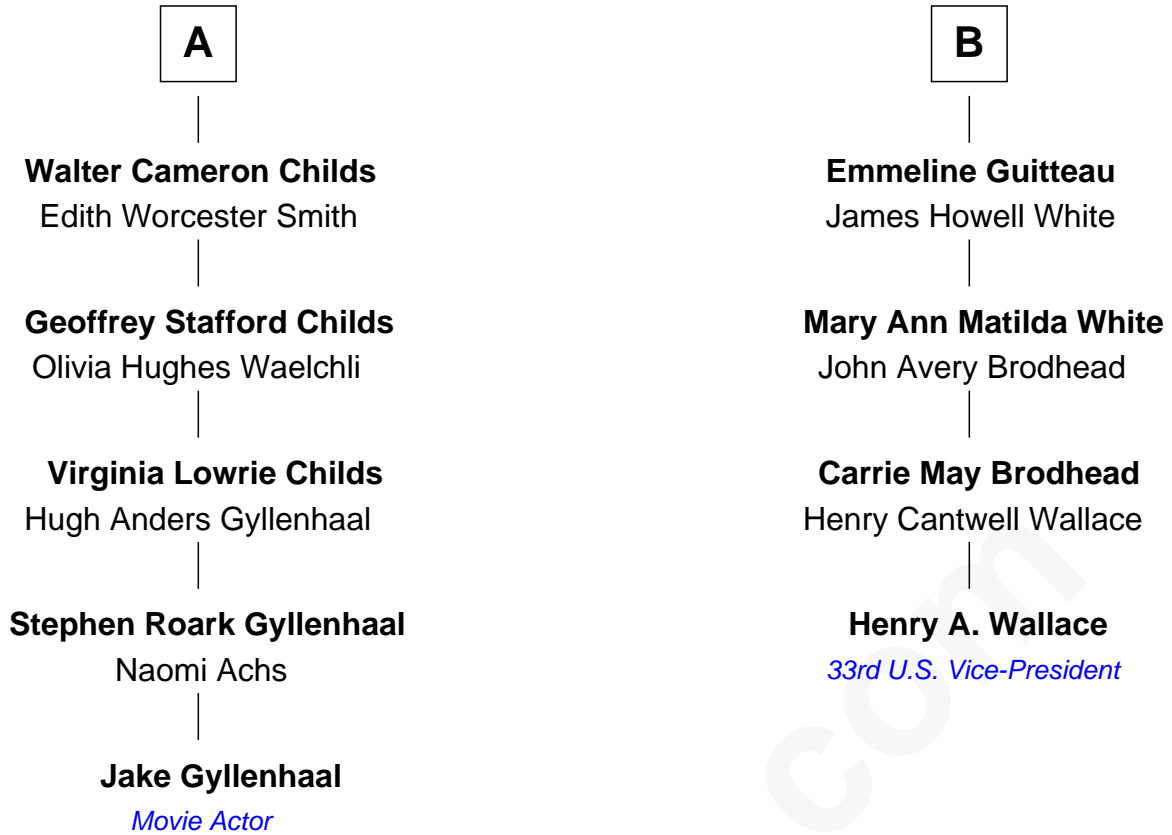 A
Walter Cameron Childs
Edith Worcester Smith
Geoffrey Stafford Childs
Olivia Hughes Waelchli
Virginia Lowrie Childs
Hugh Anders Gyllenhaal
Stephen Roark Gyllenhaal
Naomi Achs
Jake Gyllenhaal
Movie Actor
B
Emmeline Guitteau
James Howell White
Mary Ann Matilda White
John Avery Brodhead
Carrie May Brodhead
Henry Cantwell Wallace
Henry A. Wallace
33rd U.S. Vice-President
com